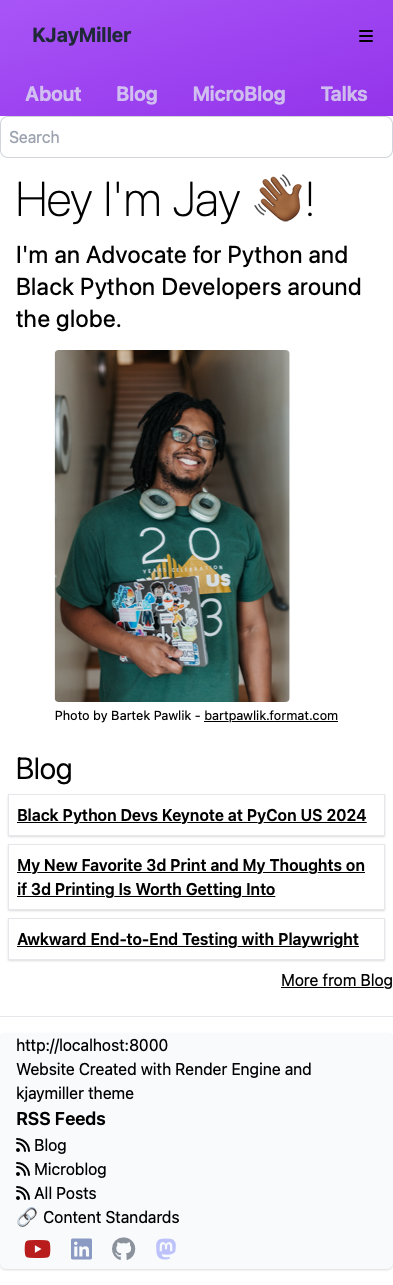 KJayMiller
About Blog MicroBlog Talks
Search
Hey I'm Jay 👋🏾!
I'm an Advocate for Python and
Black Python Developers around
the globe.
20
US
3
Photo by Bartek Pawlik - bartpawlik.format.com
Blog
Black Python Devs Keynote at PyCon US 2024
My New Favorite 3d Print and My Thoughts on
if 3d Printing Is Worth Getting Into
Awkward End-to-End Testing with Playwright
More from Blog
http://localhost:8000
Website Created with Render Engine and
kjaymiller theme
RSS Feeds
Blog
Microblog
All Posts
🔗 Content Standards